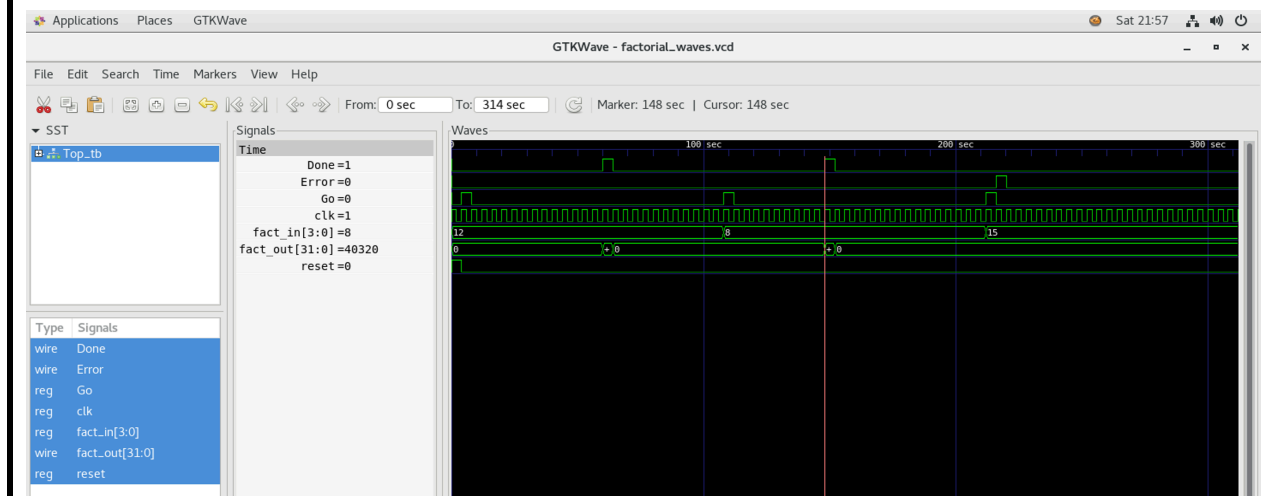 Applications Places GTKWave Sat 21:57
GTKWave - factorial_waves.vcd
File Edit Search Time Markers View Help
From: 0 sec To: 314 sec Marker: 148 sec | Cursor: 148 sec
SST
Top_tb
Type Signals
wire Done
wire Error
reg Go
reg clk
reg fact_in[3:0]
wire fact_out[31:0]
reg reset
Signals
Time
Done=1
Error=0
Go=0
clk=1
fact_in[3:0]=8
fact_out[31:0]=40320
reset=0
Waves
0 100 sec 200 sec 300 sec
12 8 15
0 + 0 + 0